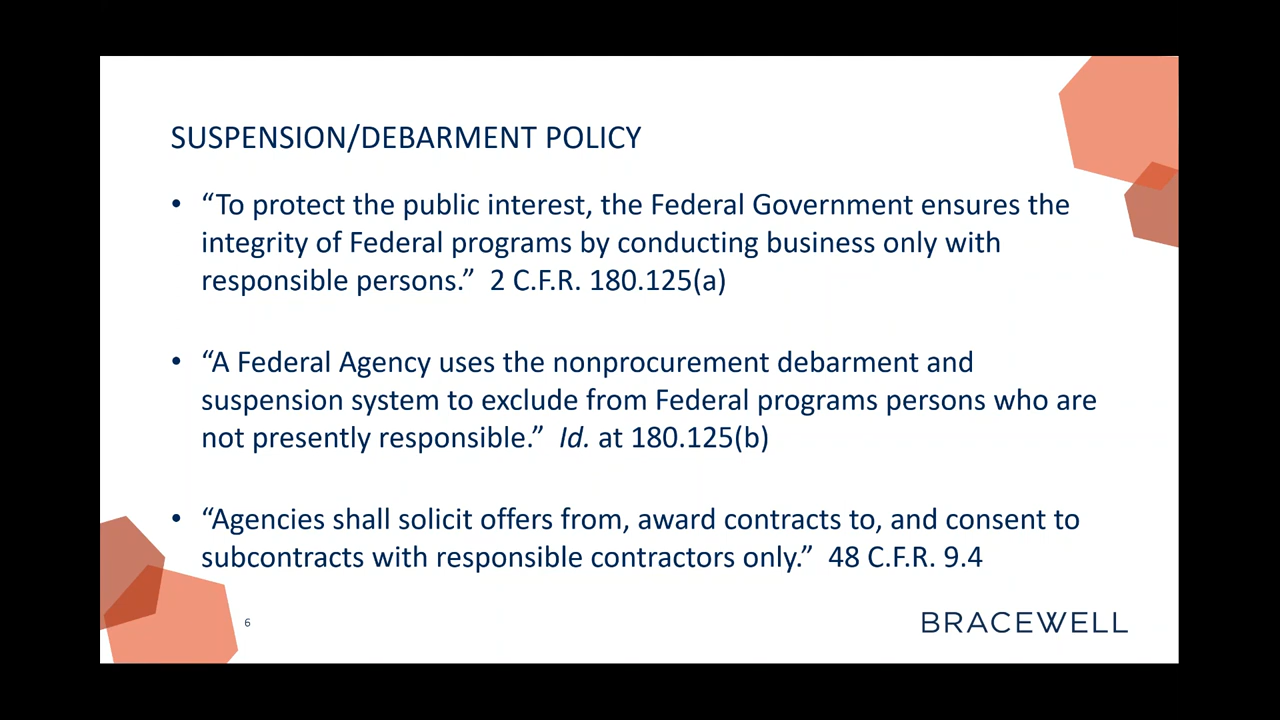 SUSPENSION/DEBARMENT POLICY
• “To protect the public interest, the Federal Government ensures the
integrity of Federal programs by conducting business only with
responsible persons.”  2 C.F.R. 180.125(a)
• “A Federal Agency uses the nonprocurement debarment and
suspension system to exclude from Federal programs persons who are
not presently responsible.”  Id. at 180.125(b)
• “Agencies shall solicit offers from, award contracts to, and consent to
subcontracts with responsible contractors only.”  48 C.F.R. 9.4
6
BRACEWELL